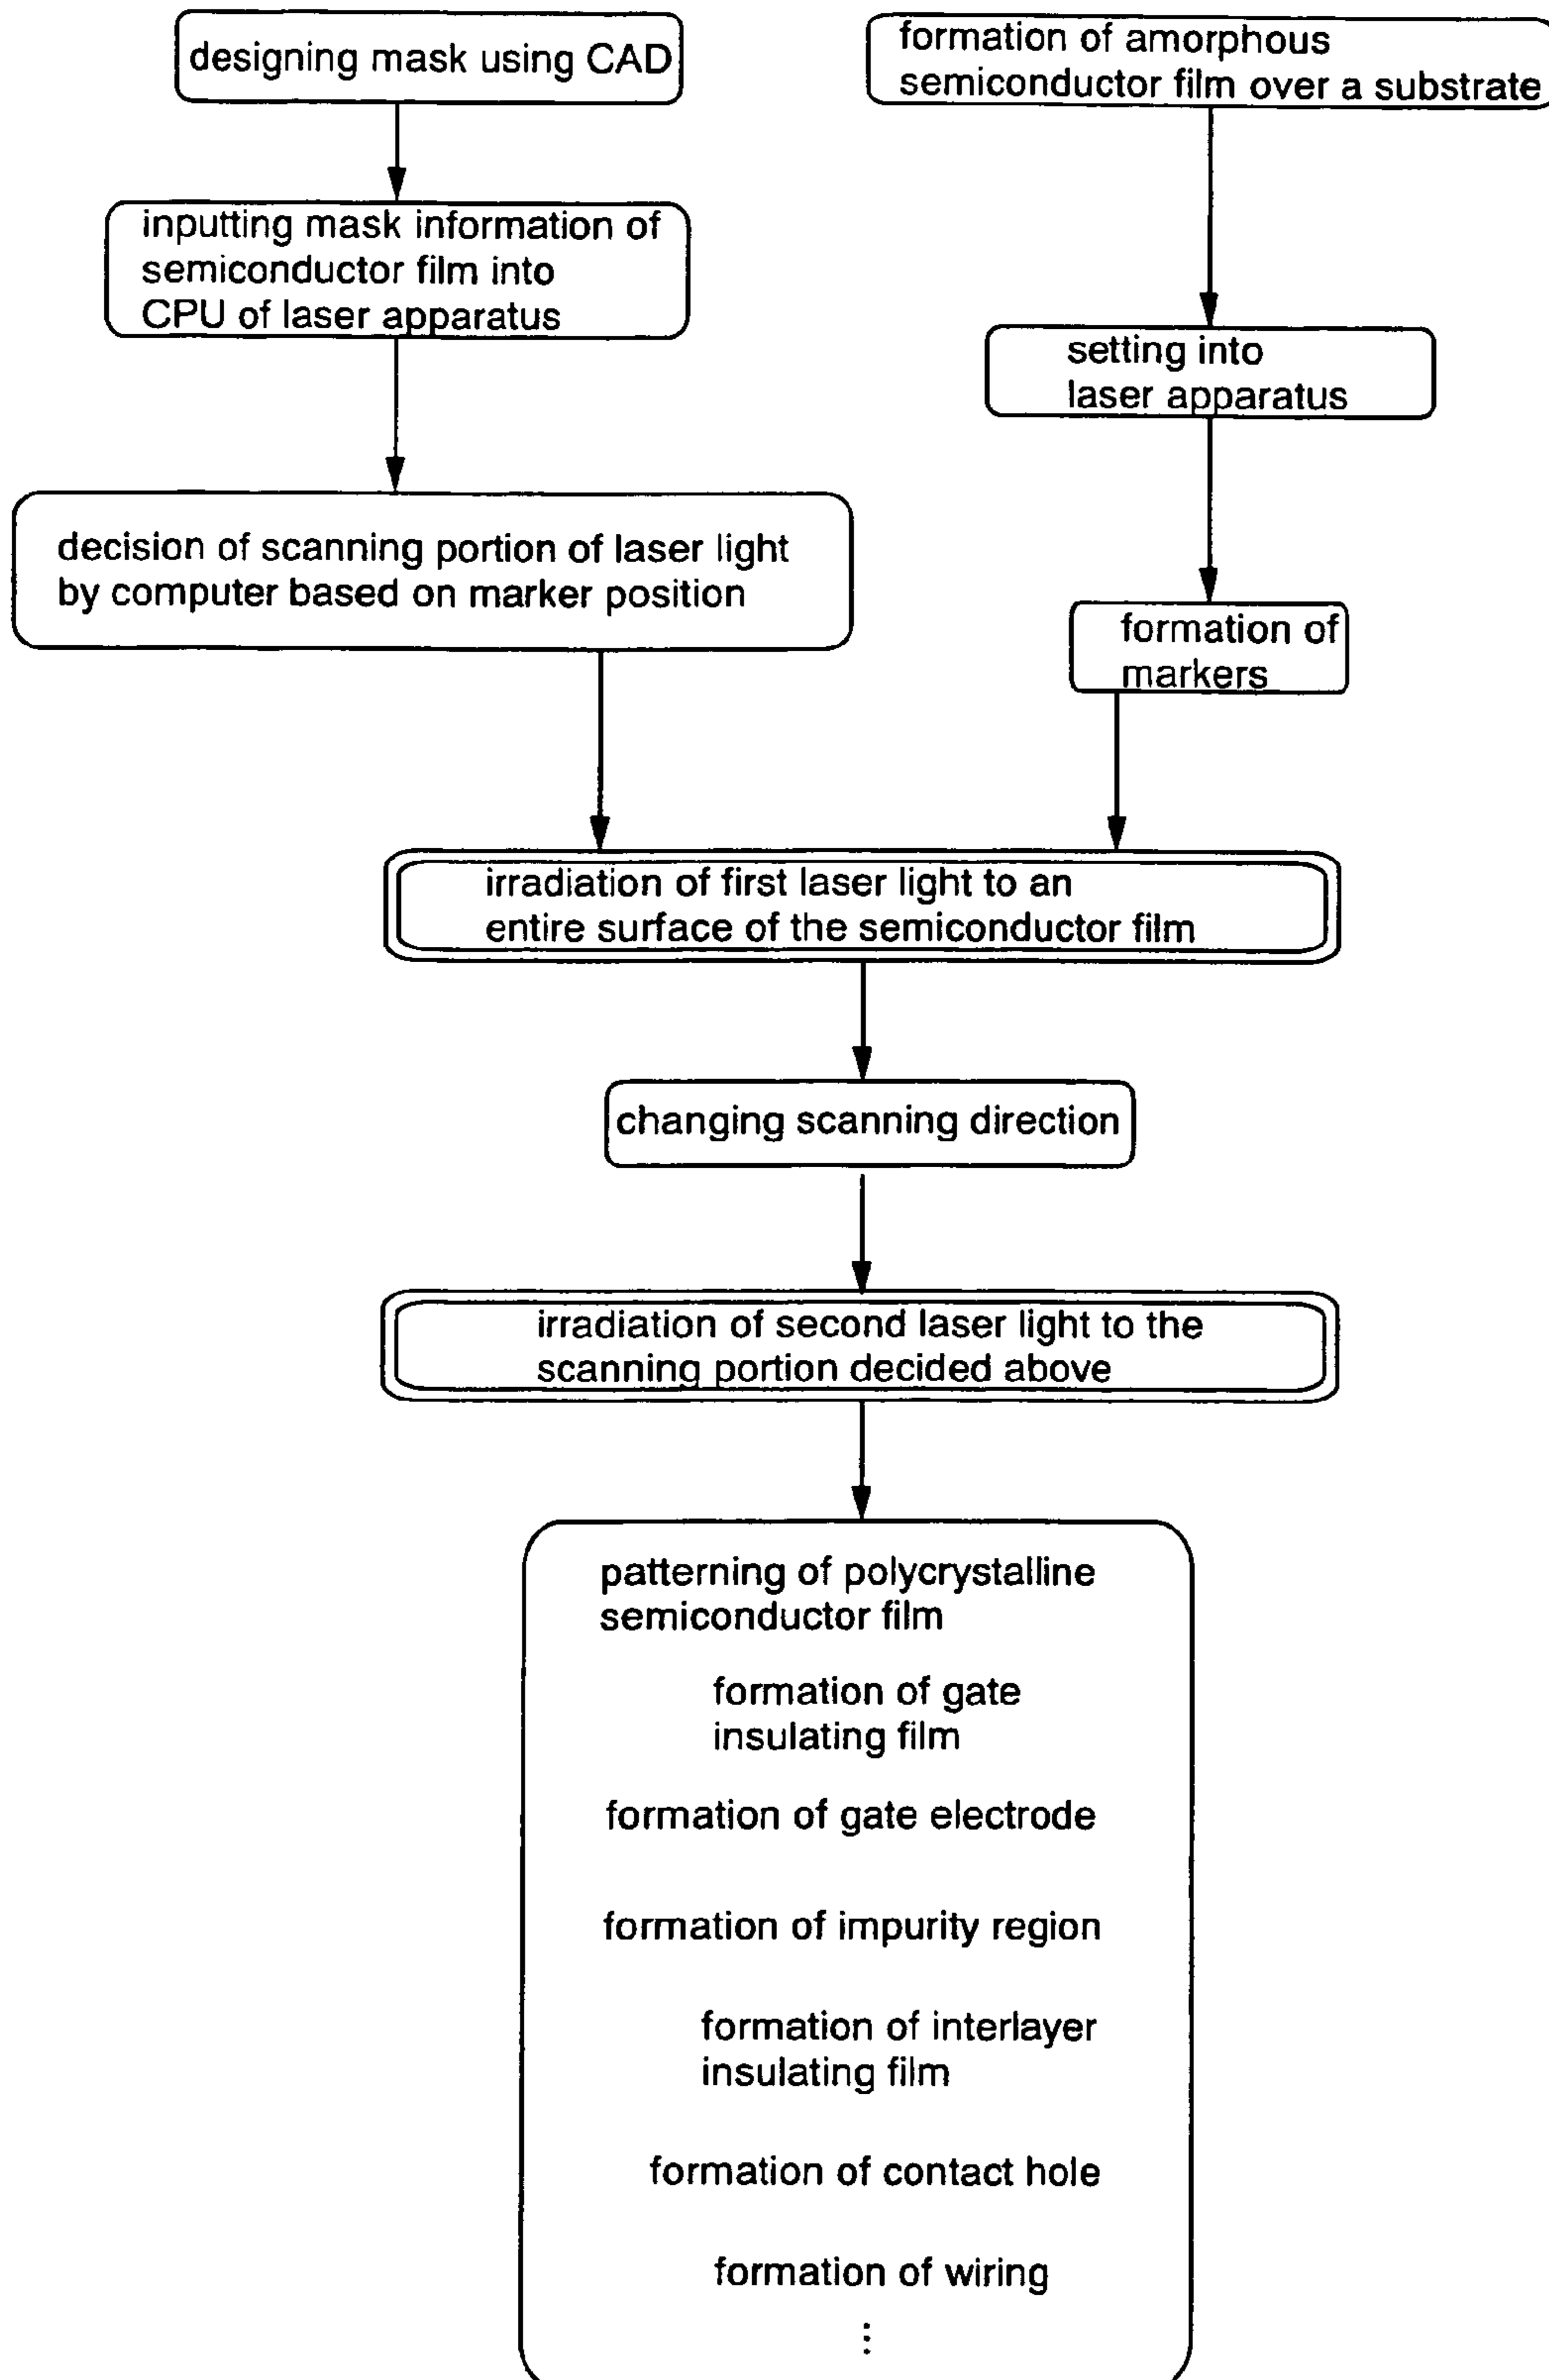 designing mask using CAD
inputting mask information of
semiconductor film into
CPU of laser apparatus
decision of scanning portion of laser light
by computer based on marker position
formation of amorphous
semiconductor film over a substrate
setting into
laser apparatus
formation of
markers
irradiation of first laser light to an
entire surface of the semiconductor film
changing scanning direction
irradiation of second laser light to the
scanning portion decided above
patterning of polycrystalline
semiconductor film
formation of gate
insulating film
formation of gate electrode
formation of impurity region
formation of interlayer
insulating film
formation of contact hole
formation of wiring
⋮